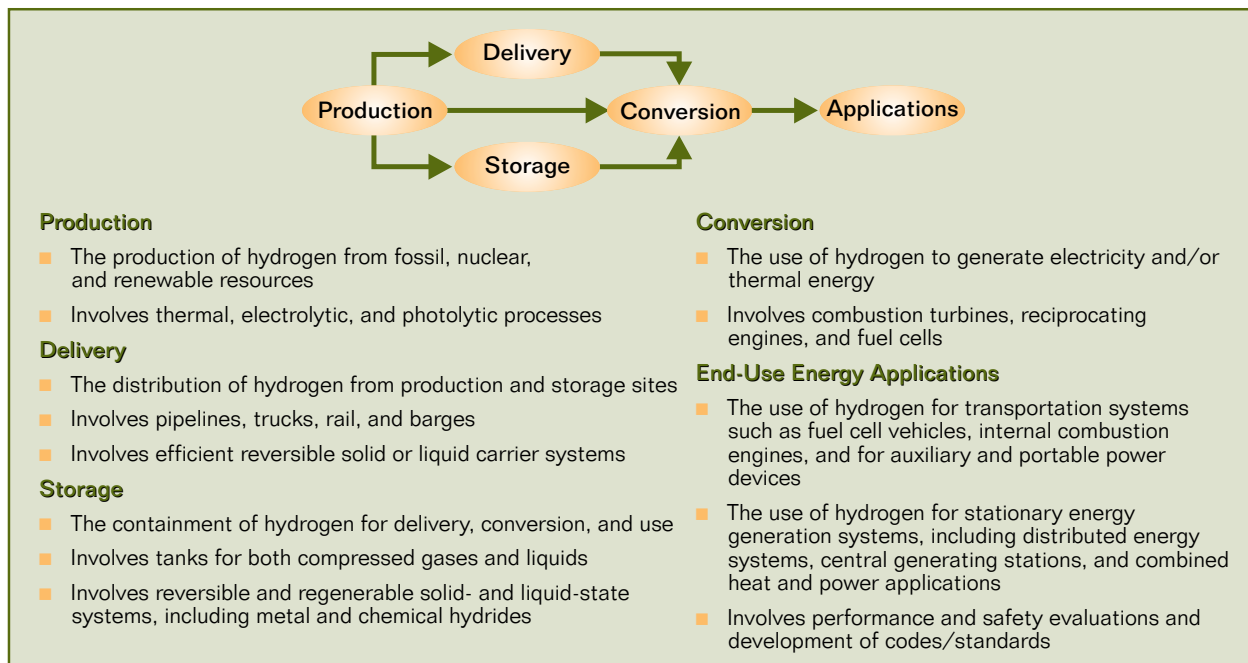 Delivery
Production
Conversion
Applications
Storage
Production
■ The production of hydrogen from fossil, nuclear,
and renewable resources
■ Involves thermal, electrolytic, and photolytic processes
Delivery
■ The distribution of hydrogen from production and storage sites
■ Involves pipelines, trucks, rail, and barges
■ Involves efficient reversible solid or liquid carrier systems
Storage
■ The containment of hydrogen for delivery, conversion, and use
■ Involves tanks for both compressed gases and liquids
■ Involves reversible and regenerable solid- and liquid-state
systems, including metal and chemical hydrides
Conversion
■ The use of hydrogen to generate electricity and/or
thermal energy
■ Involves combustion turbines, reciprocating
engines, and fuel cells
End-Use Energy Applications
■ The use of hydrogen for transportation systems
such as fuel cell vehicles, internal combustion
engines, and for auxiliary and portable power
devices
■ The use of hydrogen for stationary energy
generation systems, including distributed energy
systems, central generating stations, and combined
heat and power applications
■ Involves performance and safety evaluations and
development of codes/standards